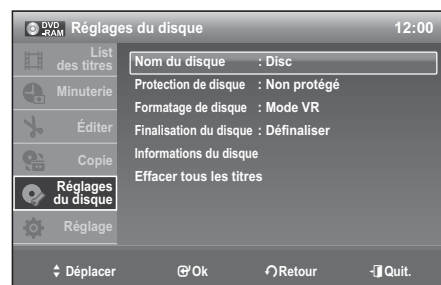 DVD-RAM Réglages du disque 12:00
List des titres
Minuterie
Éditer
Copie
Réglages du disque
Réglage
Nom du disque : Disc
Protection de disque : Non protégé
Formatage de disque : Mode VR
Finalisation du disque : Définaliser
Informations du disque
Effacer tous les titres
Déplacer Ok Retour Quit.